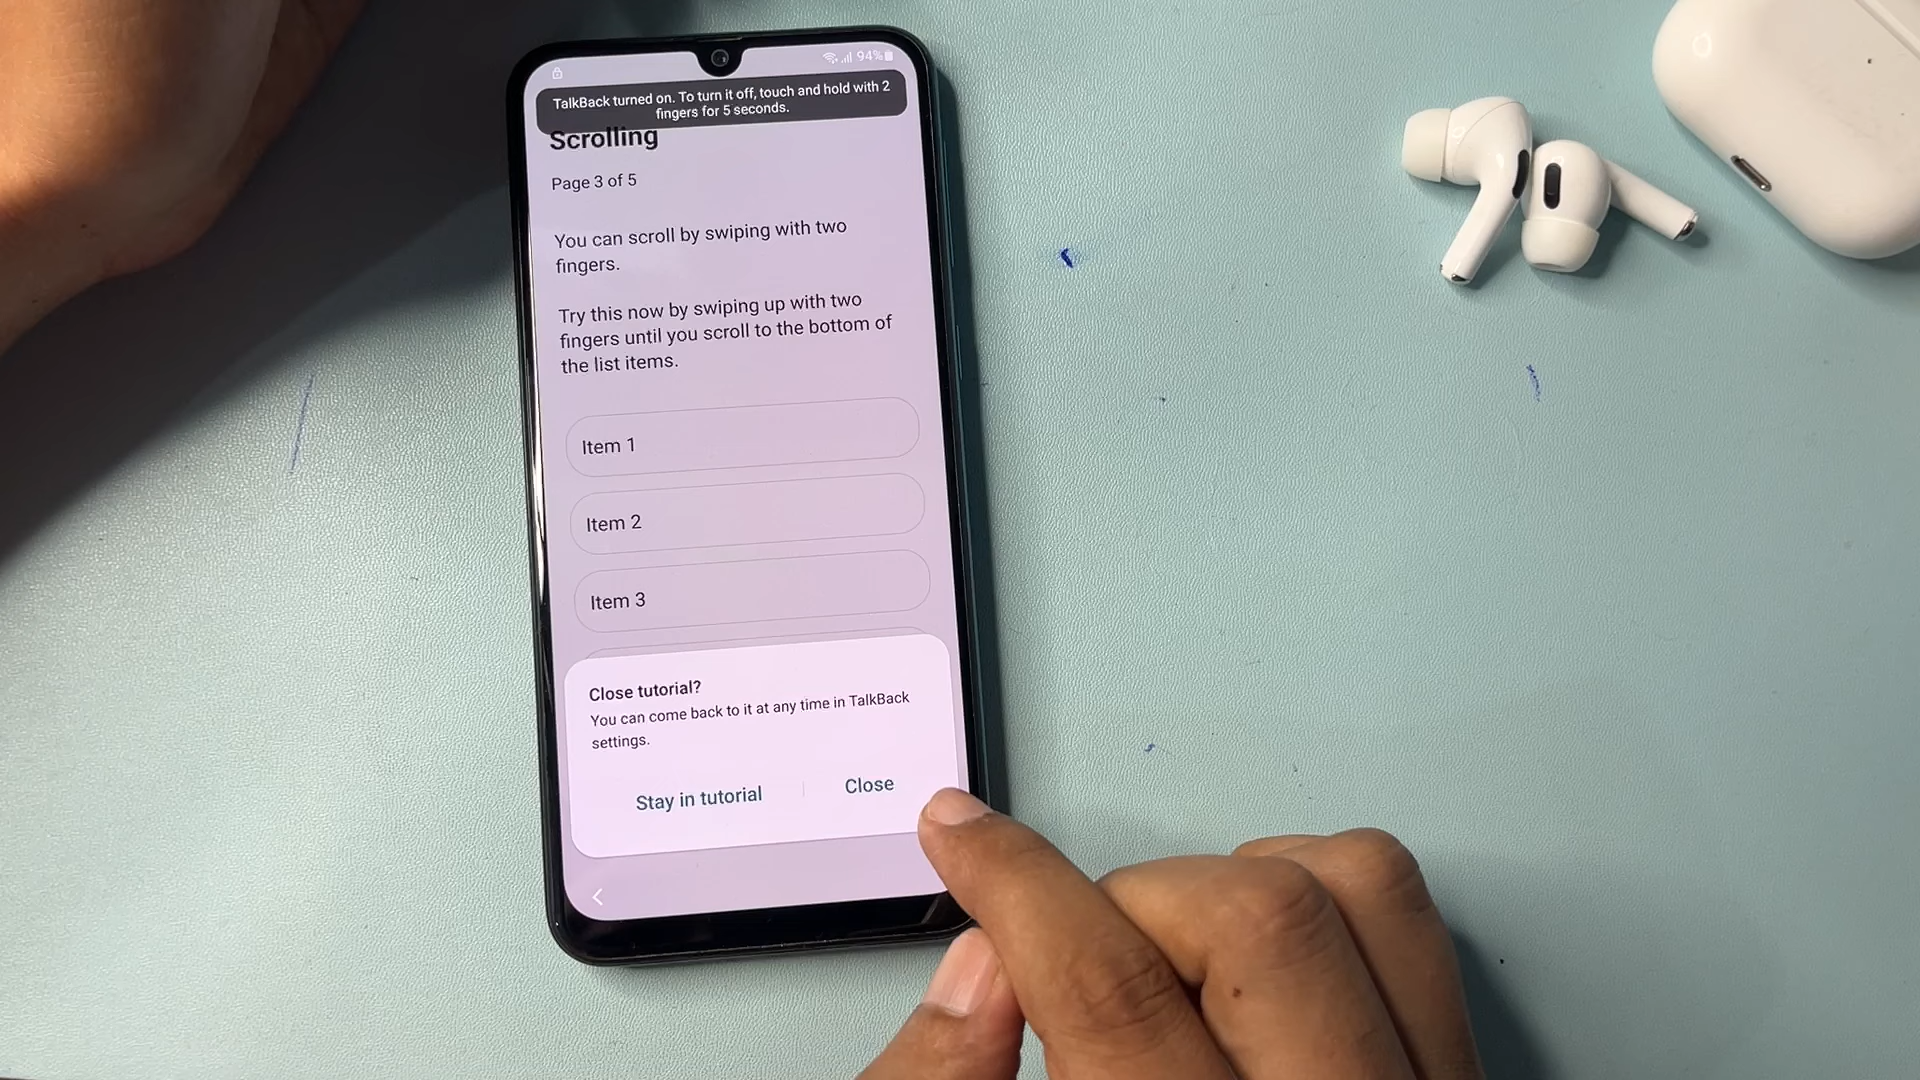 94%
TalkBack turned on. To turn it off, touch and hold with 2
fingers for 5 seconds.
Scrolling
Page 3 of 5
You can scroll by swiping with two
fingers.
Try this now by swiping up with two
fingers until you scroll to the bottom of
the list items.
Item 1
Item 2
Item 3
Close tutorial?
You can come back to it at any time in TalkBack
settings.
Stay in tutorial
Close